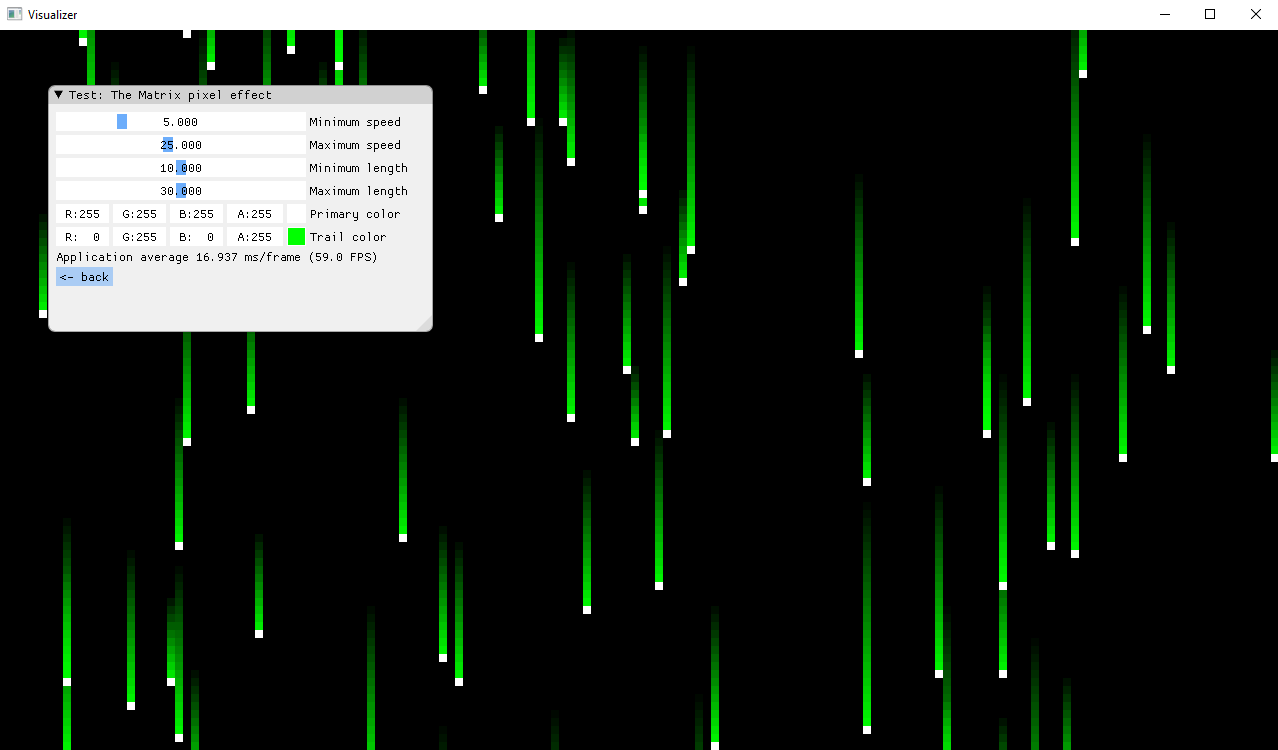 Visualizer
Test: The Matrix pixel effect
5.000 Minimum speed
25.000 Maximum speed
10.000 Minimum length
30.000 Maximum length
R:255 G:255 B:255 A:255 Primary color
R: 0 G:255 B: 0 A:255 Trail color
Application average 16.937 ms/frame (59.0 FPS)
<- back